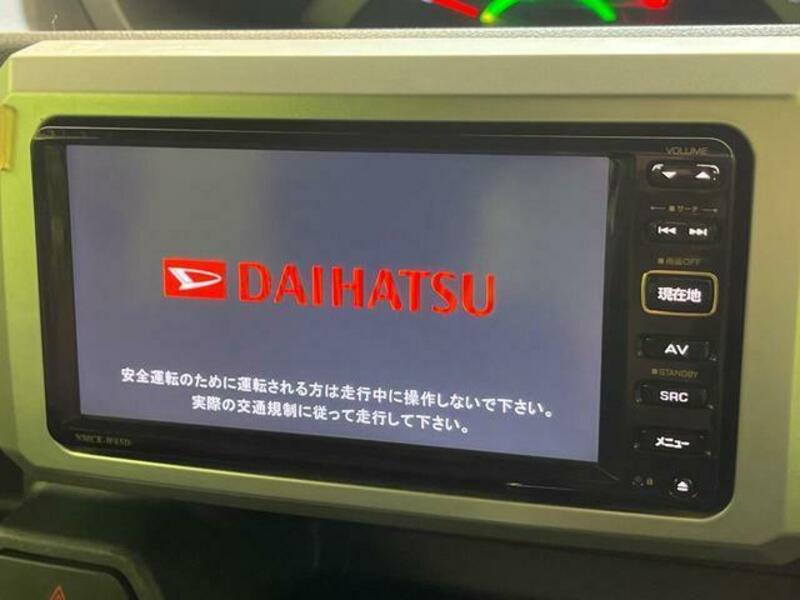 VOLUME
サーチ
画面OFF
現在地
DAIHATSU
AV
STANDBY
SRC
安全運転のために運転される方は走行中に操作しないで下さい。
実際の交通規制に従って走行して下さい。
メニュー
NMCK-W65D